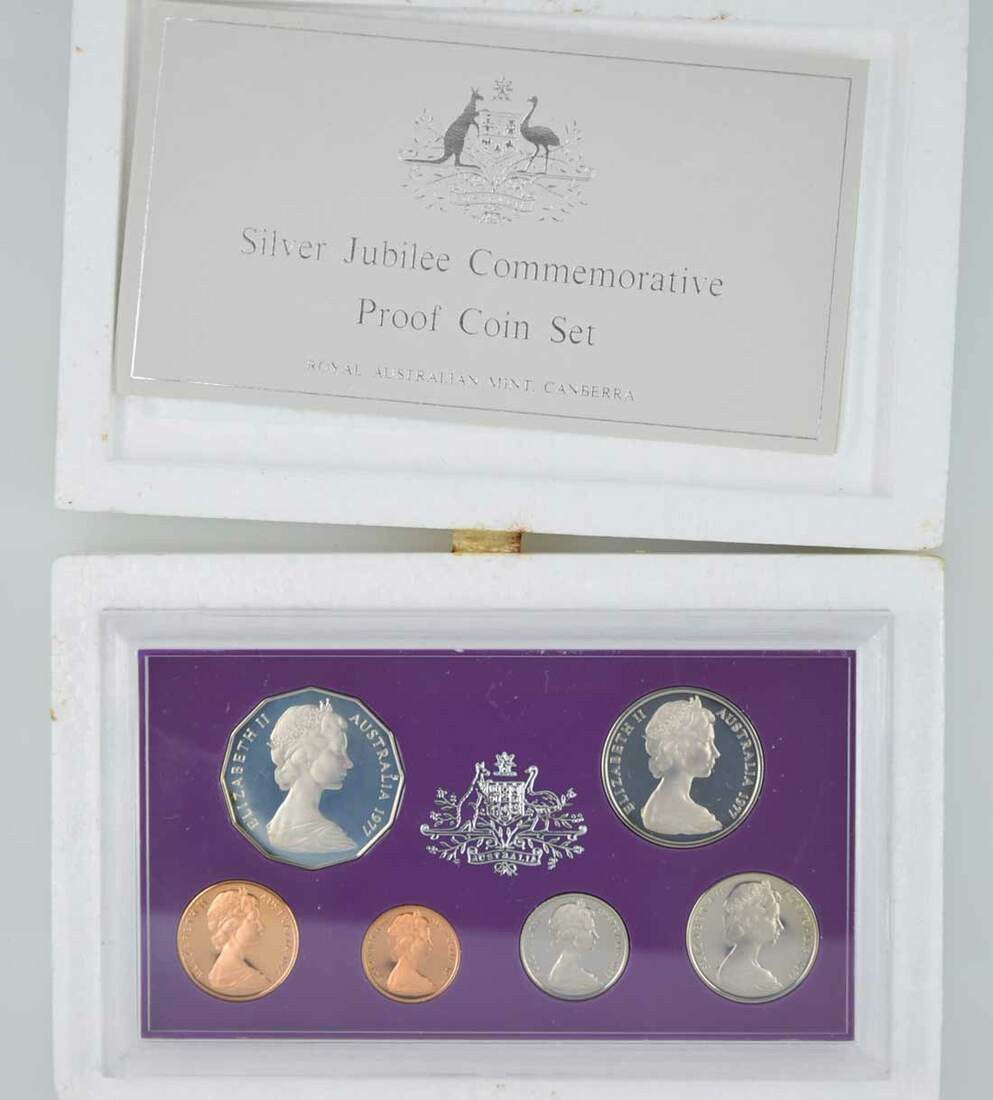 Silver Jubilee Commemorative
Proof Coin Set
ROYAL AUSTRALIAN MINT, CANBERRA
ELIZABETH II AUSTRALIA 1977
ELIZABETH II AUSTRALIA 1977
AUSTRALIA